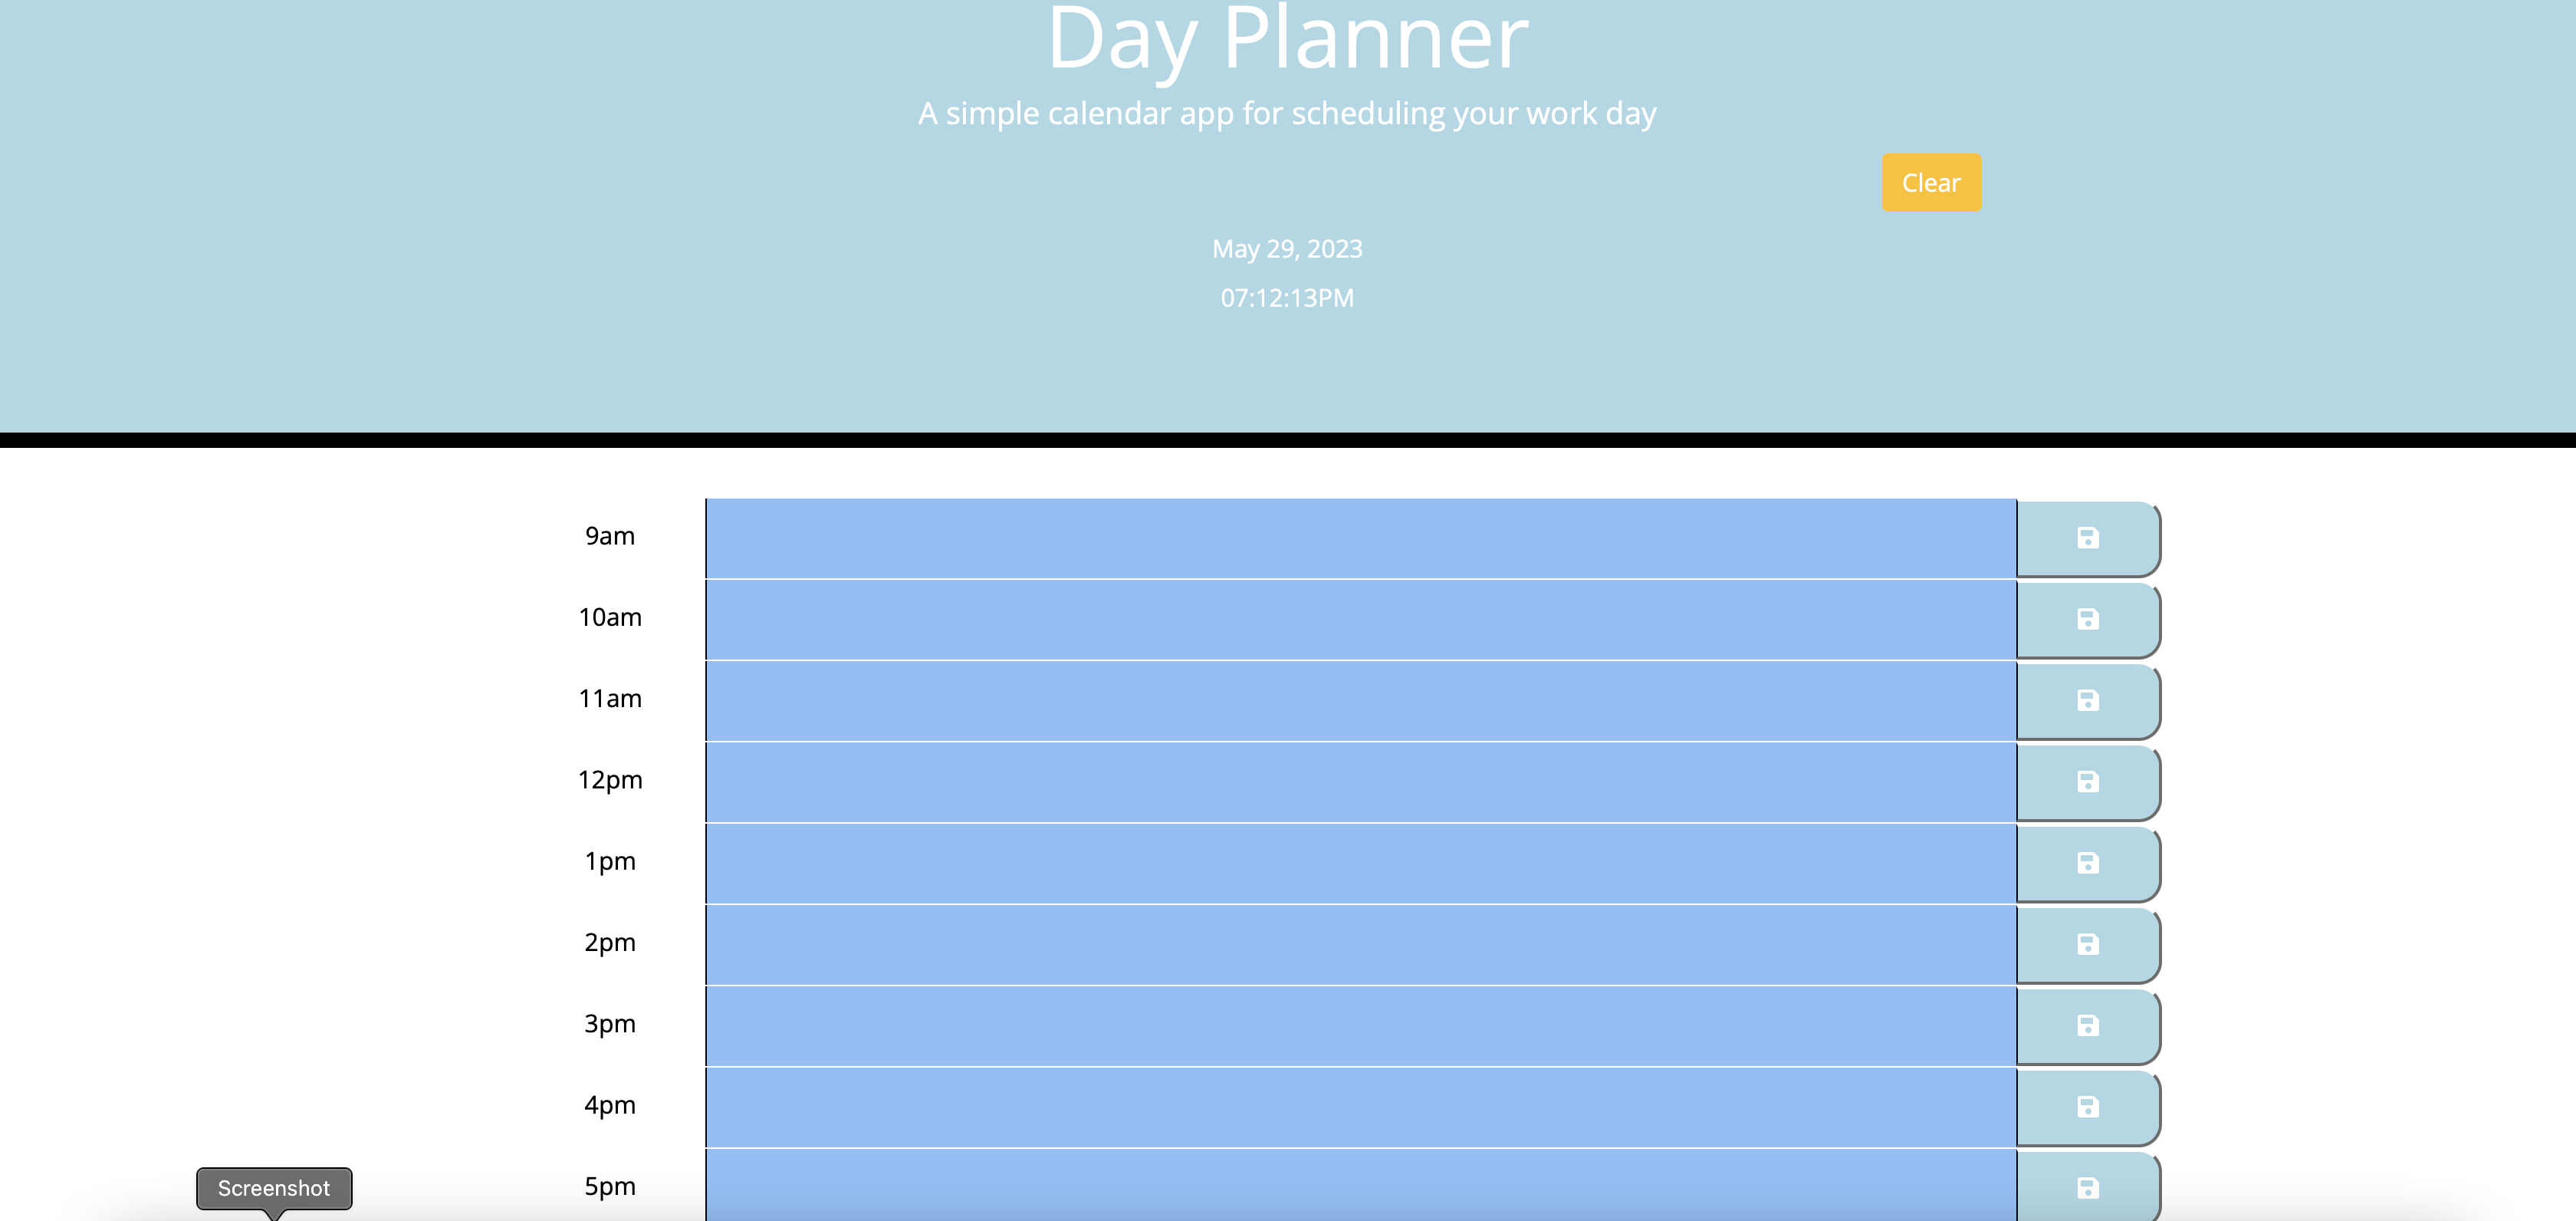 Day Planner
A simple calendar app for scheduling your work day
Clear
May 29, 2023
07:12:13PM
9am
10am
11am
12pm
1pm
2pm
3pm
4pm
5pm
Screenshot